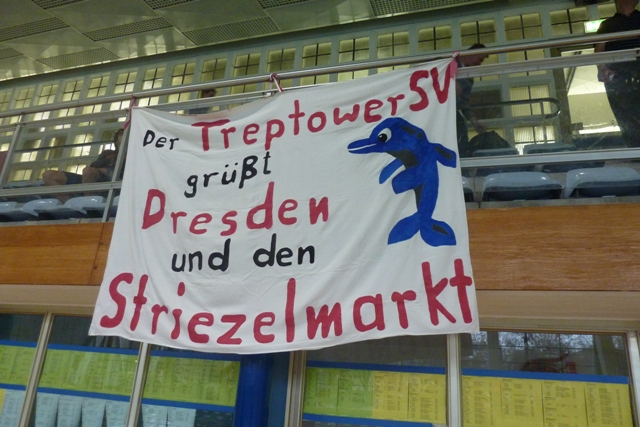 Der Treptower SV
grüßt
Dresden
und den
Striezelmarkt